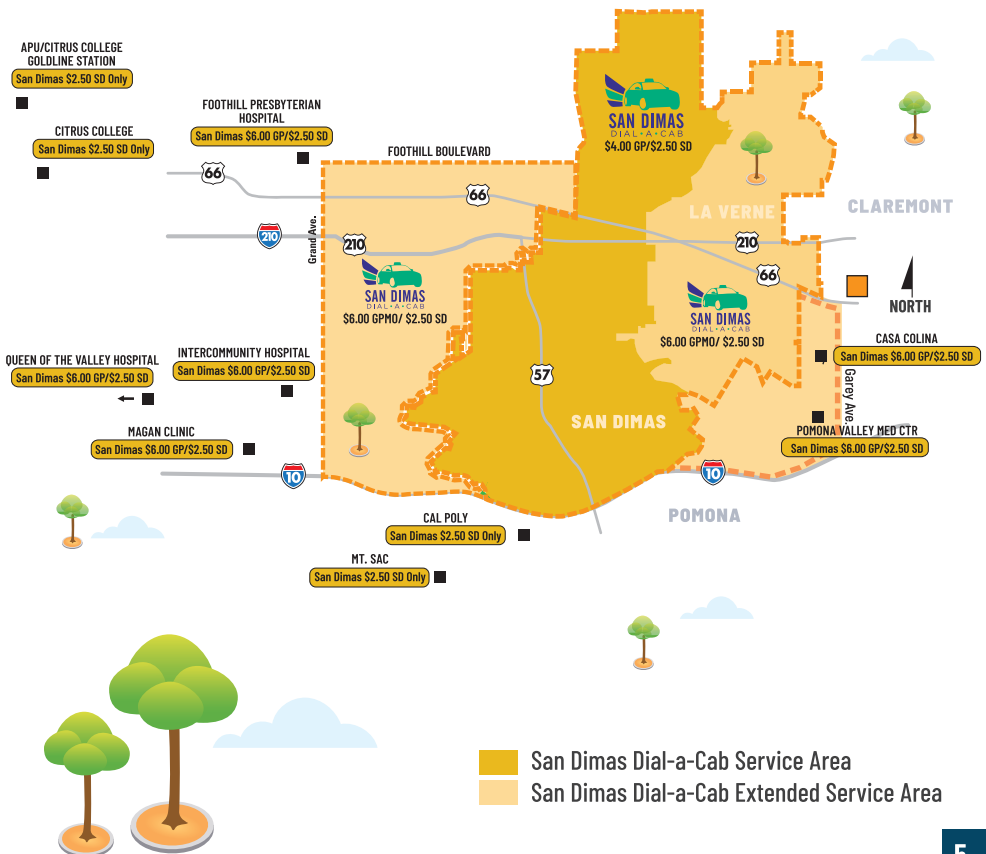 APU/CITRUS COLLEGE
GOLDLINE STATION
San Dimas $2.50 SD Only
CITRUS COLLEGE
San Dimas $2.50 SD Only
FOOTHILL PRESBYTERIAN
HOSPITAL
San Dimas $6.00 GP/$2.50 SD
FOOTHILL BOULEVARD
SAN DIMAS
DIAL•A•CAB
$4.00 GP/$2.50 SD
66
66
LA VERNE
CLAREMONT
210
Grand Ave.
210
210
66
SAN DIMAS
DIAL•A•CAB
$6.00 GPMO/ $2.50 SD
SAN DIMAS
DIAL•A•CAB
$6.00 GPMO/ $2.50 SD
NORTH
CASA COLINA
San Dimas $6.00 GP/$2.50 SD
QUEEN OF THE VALLEY HOSPITAL
San Dimas $6.00 GP/$2.50 SD
INTERCOMMUNITY HOSPITAL
San Dimas $6.00 GP/$2.50 SD
57
Garey Ave.
SAN DIMAS
MAGAN CLINIC
San Dimas $6.00 GP/$2.50 SD
POMONA VALLEY MED CTR
San Dimas $6.00 GP/$2.50 SD
10
10
POMONA
CAL POLY
San Dimas $2.50 SD Only
MT. SAC
San Dimas $2.50 SD Only
San Dimas Dial-a-Cab Service Area
San Dimas Dial-a-Cab Extended Service Area
5